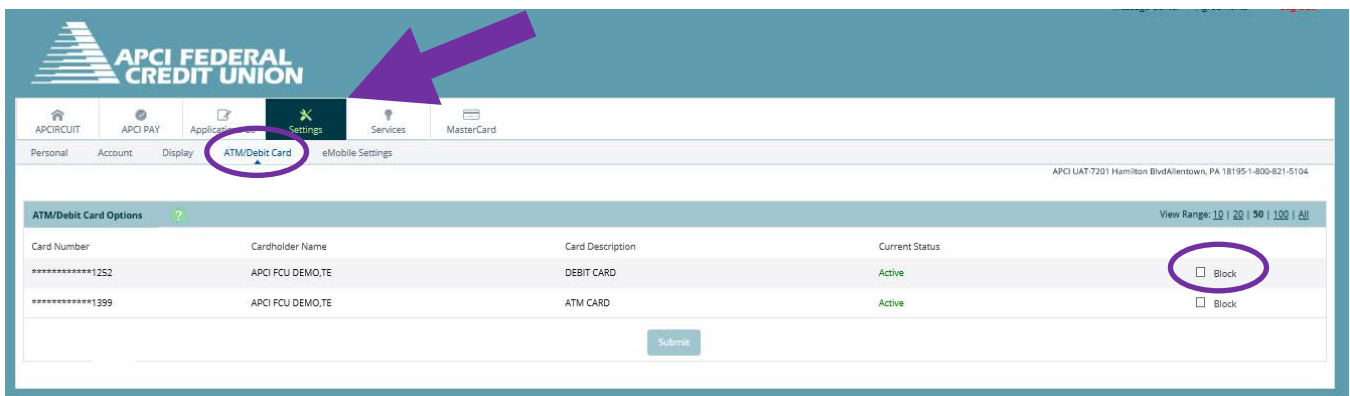 APCI FEDERAL
CREDIT UNION
APCIRCUIT APCI PAY Settings Services MasterCard
Personal Account Display ATM/Debit Card eMobile Settings
APCI UAT-7201 Hamilton BlvdAllentown, PA 18195-1-800-821-5104
ATM/Debit Card Options ? View Range: 10 | 20 | 50 | 100 | All
Card Number Cardholder Name Card Description Current Status
************1252 APCI FCU DEMO,TE DEBIT CARD Active Block
************1399 APCI FCU DEMO,TE ATM CARD Active Block
Submit